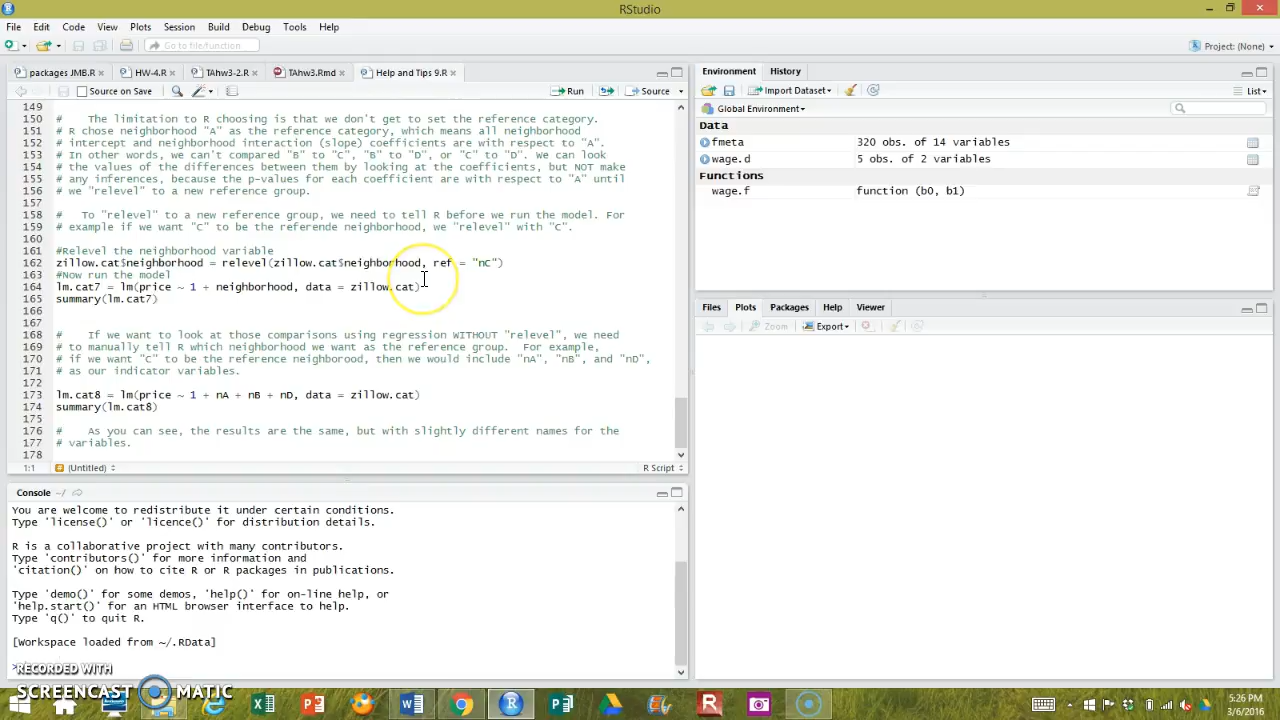 RStudio
File Edit Code View Plots Session Build Debug Tools Help
Go to file/function
Project: (None)
packages JMB.R HW-4.R TAhw3-2.R TAhw3.Rmd Help and Tips 9.R
Source on Save Run Source
149
150 # The limitation to R choosing is that we don't get to set the reference category.
151 # R chose neighborhood "A" as the reference category, which means all neighborhood
152 # intercept and neighborhood interaction (slope) coefficients are with respect to "A".
153 # In other words, we can't compared "B" to "C", "B" to "D", or "C" to "D". We can look
154 # the values of the differences between them by looking at the coefficients, but NOT make
155 # any inferences, because the p-values for each coefficient are with respect to "A" until
156 # we "relevel" to a new reference group.
157
158 # To "relevel" to a new reference group, we need to tell R before we run the model. For
159 # example if we want "C" to be the referende neighborhood, we "relevel" with "C".
160
161 #Relevel the neighborhood variable
162 zillow.cat$neighborhood = relevel(zillow.cat$neighborhood, ref = "nC")
163 #Now run the model
164 lm.cat7 = lm(price ~ 1 + neighborhood, data = zillow.cat)
165 summary(lm.cat7)
166
167
168 # If we want to look at those comparisons using regression WITHOUT "relevel", we need
169 # to manually tell R which neighborhood we want as the reference group. For example,
170 # if we want "C" to be the reference neighborood, then we would include "nA", "nB", and "nD",
171 # as our indicator variables.
172
173 lm.cat8 = lm(price ~ 1 + nA + nB + nD, data = zillow.cat)
174 summary(lm.cat8)
175
176 # As you can see, the results are the same, but with slightly different names for the
177 # variables.
178
1:1 (Untitled) R Script
Console ~/
You are welcome to redistribute it under certain conditions.
Type 'license()' or 'licence()' for distribution details.
R is a collaborative project with many contributors.
Type 'contributors()' for more information and
'citation()' on how to cite R or R packages in publications.
Type 'demo()' for some demos, 'help()' for on-line help, or
'help.start()' for an HTML browser interface to help.
Type 'q()' to quit R.
[Workspace loaded from ~/.RData]
>
Environment History
Import Dataset List
Global Environment
Data
fmeta 320 obs. of 14 variables
wage.d 5 obs. of 2 variables
Functions
wage.f function (b0, b1)
Files Plots Packages Help Viewer
Zoom Export
RECORDED WITH
SCREENCAST MATIC
5:26 PM
3/6/2016